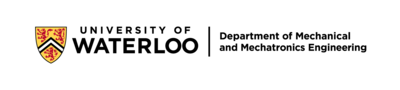 UNIVERSITY OF
WATERLOO
Department of Mechanical
and Mechatronics Engineering